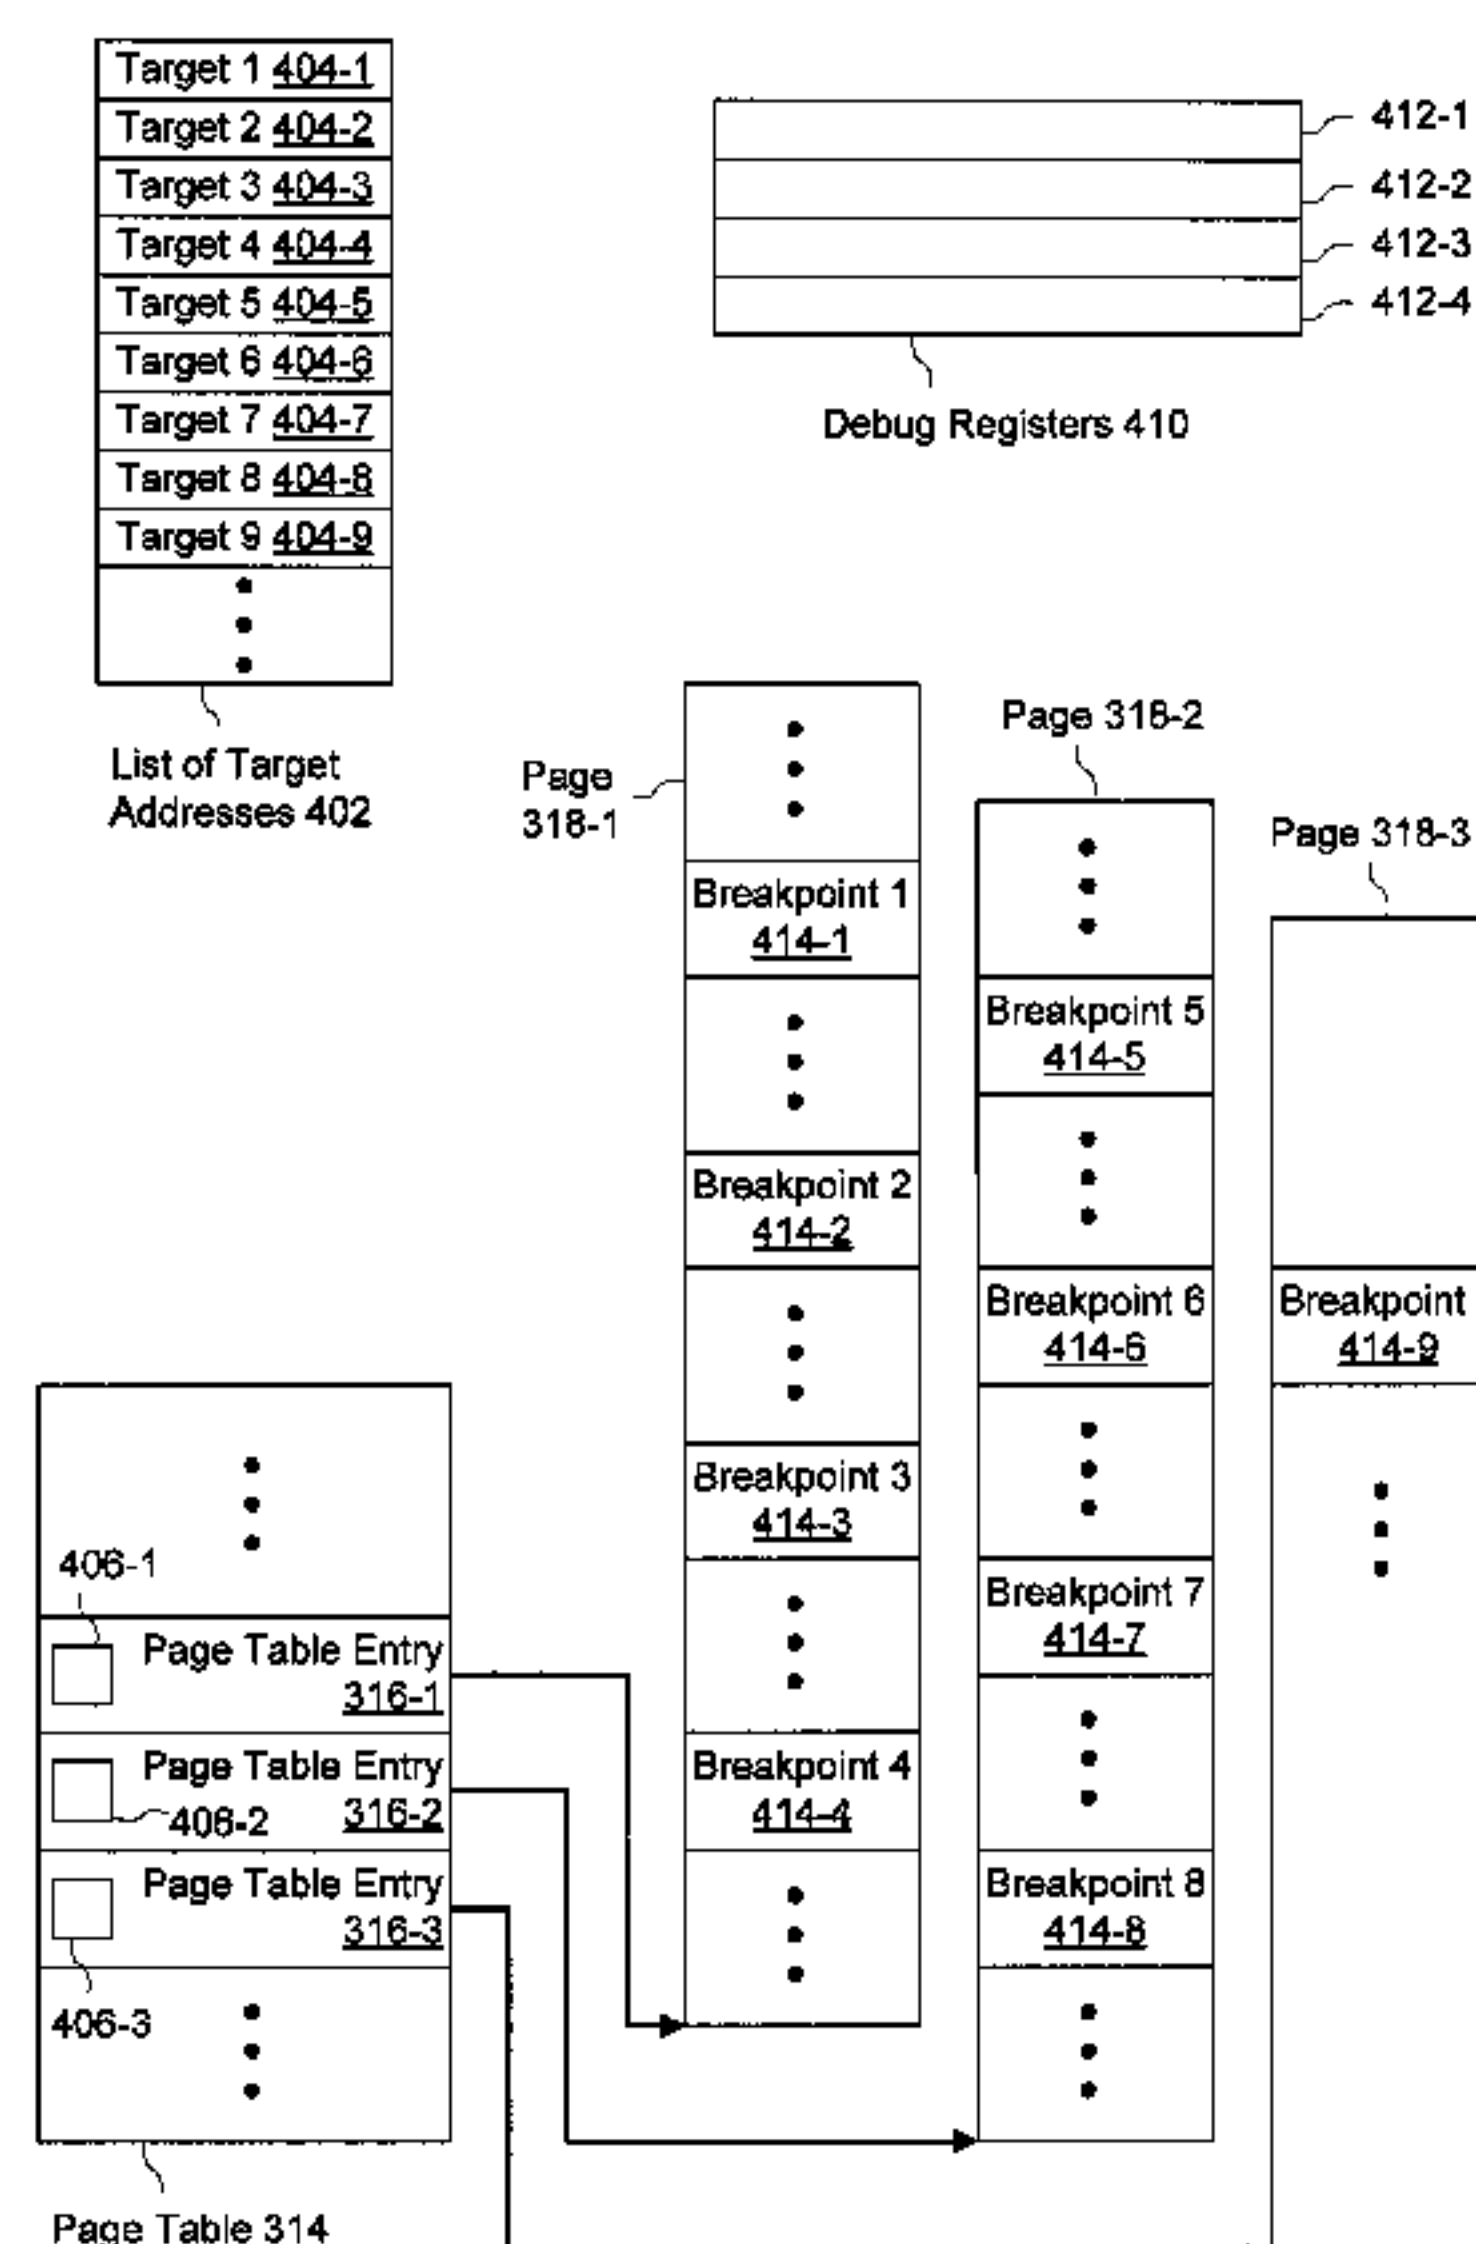 Target 1 404-1
Target 2 404-2
Target 3 404-3
Target 4 404-4
Target 5 404-5
Target 6 404-6
Target 7 404-7
Target 8 404-8
Target 9 404-9
List of Target
Addresses 402
412-1
412-2
412-3
412-4
Debug Registers 410
Page
318-1
Breakpoint 1
414-1
Breakpoint 2
414-2
Breakpoint 3
414-3
Breakpoint 4
414-4
Page 318-2
Breakpoint 5
414-5
Breakpoint 6
414-6
Breakpoint 7
414-7
Breakpoint 8
414-8
Page 318-3
Breakpoint
414-9
406-1
Page Table Entry
316-1
Page Table Entry
406-2 316-2
Page Table Entry
316-3
406-3
Page Table 314